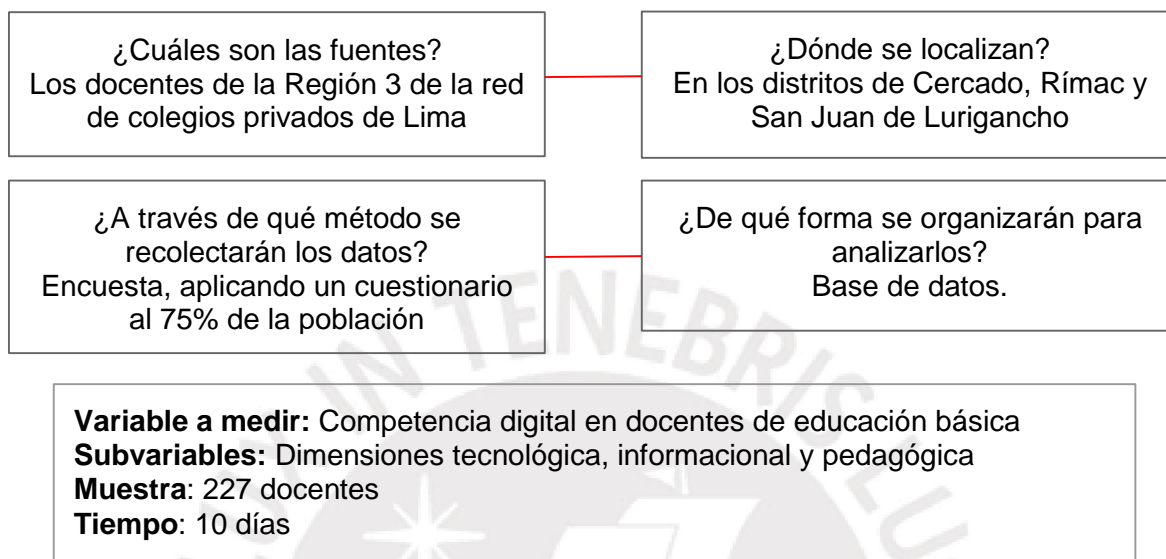 ¿Cuáles son las fuentes?
Los docentes de la Región 3 de la red
de colegios privados de Lima
¿Dónde se localizan?
En los distritos de Cercado, Rímac y
San Juan de Lurigancho
¿A través de qué método se
recolectarán los datos?
Encuesta, aplicando un cuestionario
al 75% de la población
¿De qué forma se organizarán para
analizarlos?
Base de datos.
Variable a medir: Competencia digital en docentes de educación básica
Subvariables: Dimensiones tecnológica, informacional y pedagógica
Muestra: 227 docentes
Tiempo: 10 días
IN TENEBRIS